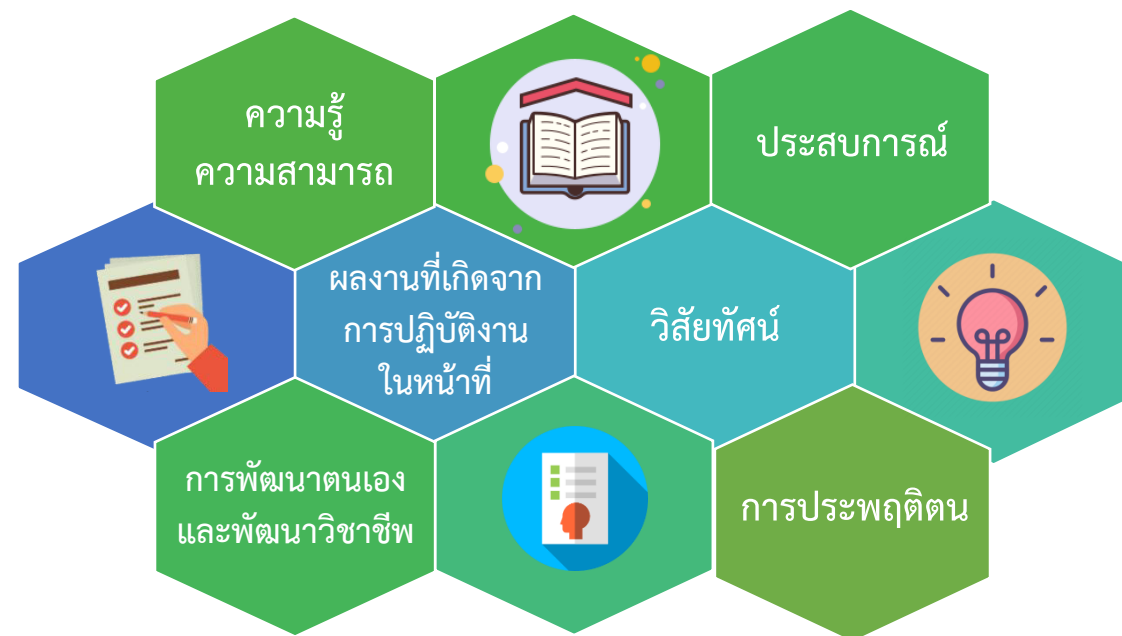 ความรู้
ความสามารถ
ประสบการณ์
ผลงานที่เกิดจาก
การปฏิบัติงาน
ในหน้าที่
วิสัยทัศน์
การพัฒนาตนเอง
และพัฒนาวิชาชีพ
การประพฤติตน